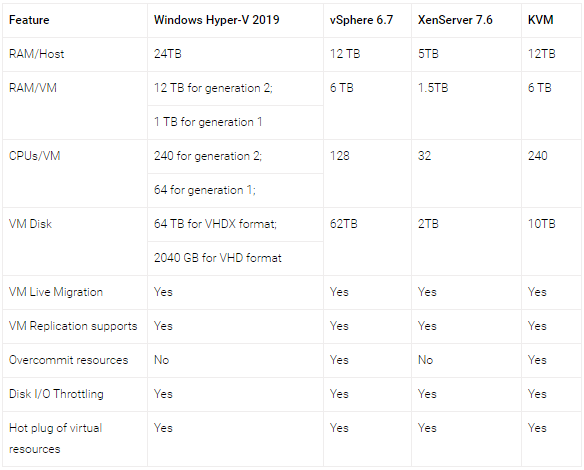 Feature Windows Hyper-V 2019 vSphere 6.7 XenServer 7.6 KVM
RAM/Host 24TB 12 TB 5TB 12TB
RAM/VM 12 TB for generation 2; 6 TB 1.5TB 6 TB
1 TB for generation 1
CPUs/VM 240 for generation 2; 128 32 240
64 for generation 1;
VM Disk 64 TB for VHDX format; 62TB 2TB 10TB
2040 GB for VHD format
VM Live Migration Yes Yes Yes Yes
VM Replication supports Yes Yes Yes Yes
Overcommit resources No Yes No Yes
Disk I/O Throttling Yes Yes Yes Yes
Hot plug of virtual Yes Yes Yes Yes
resources